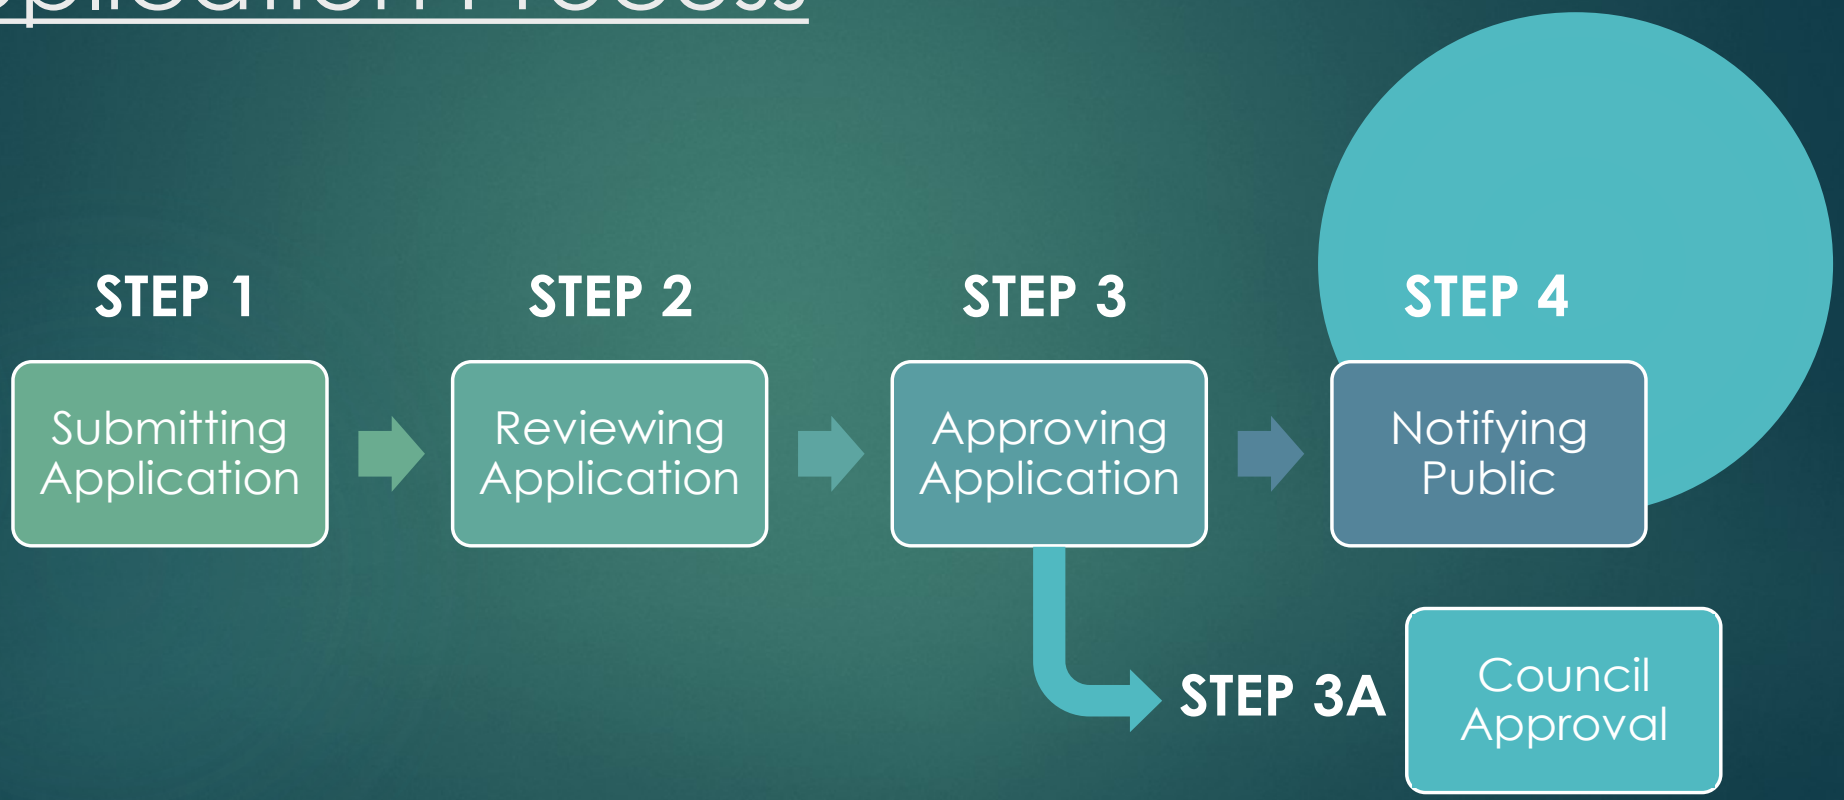 Process
STEP 1
Submitting
Application
STEP 2
Reviewing
Application
STEP 3
Approving
Application
STEP 4
Notifying
Public
STEP 3A
Council
Approval